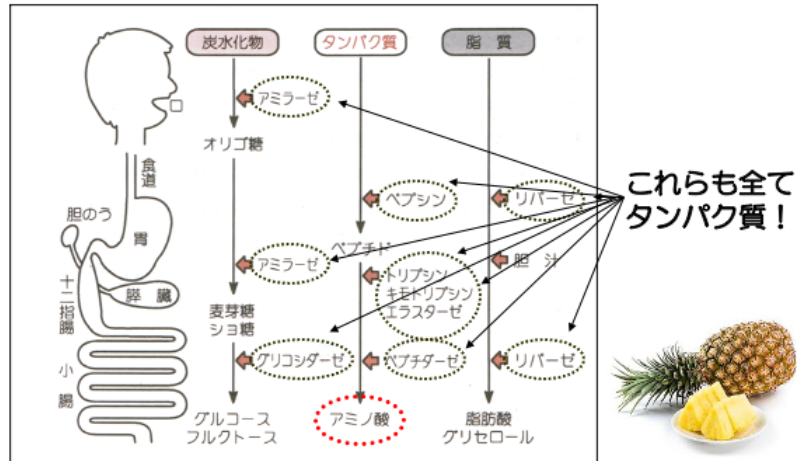 炭水化物 タンパク質 脂 質
アミラーゼ
オリゴ糖
食道
ペプシン リパーゼ
これらも全て
タンパク質！
胆のう
胃
ペプチド
アミラーゼ
トリプシン
キモトリプシン
エラスターゼ
胆 汁
十二指腸
膵 臓
麦芽糖
ショ糖
グリコシダーゼ ペプチダーゼ リパーゼ
小 腸
グルコース
フルクトース
アミノ酸
脂肪酸
グリセロール